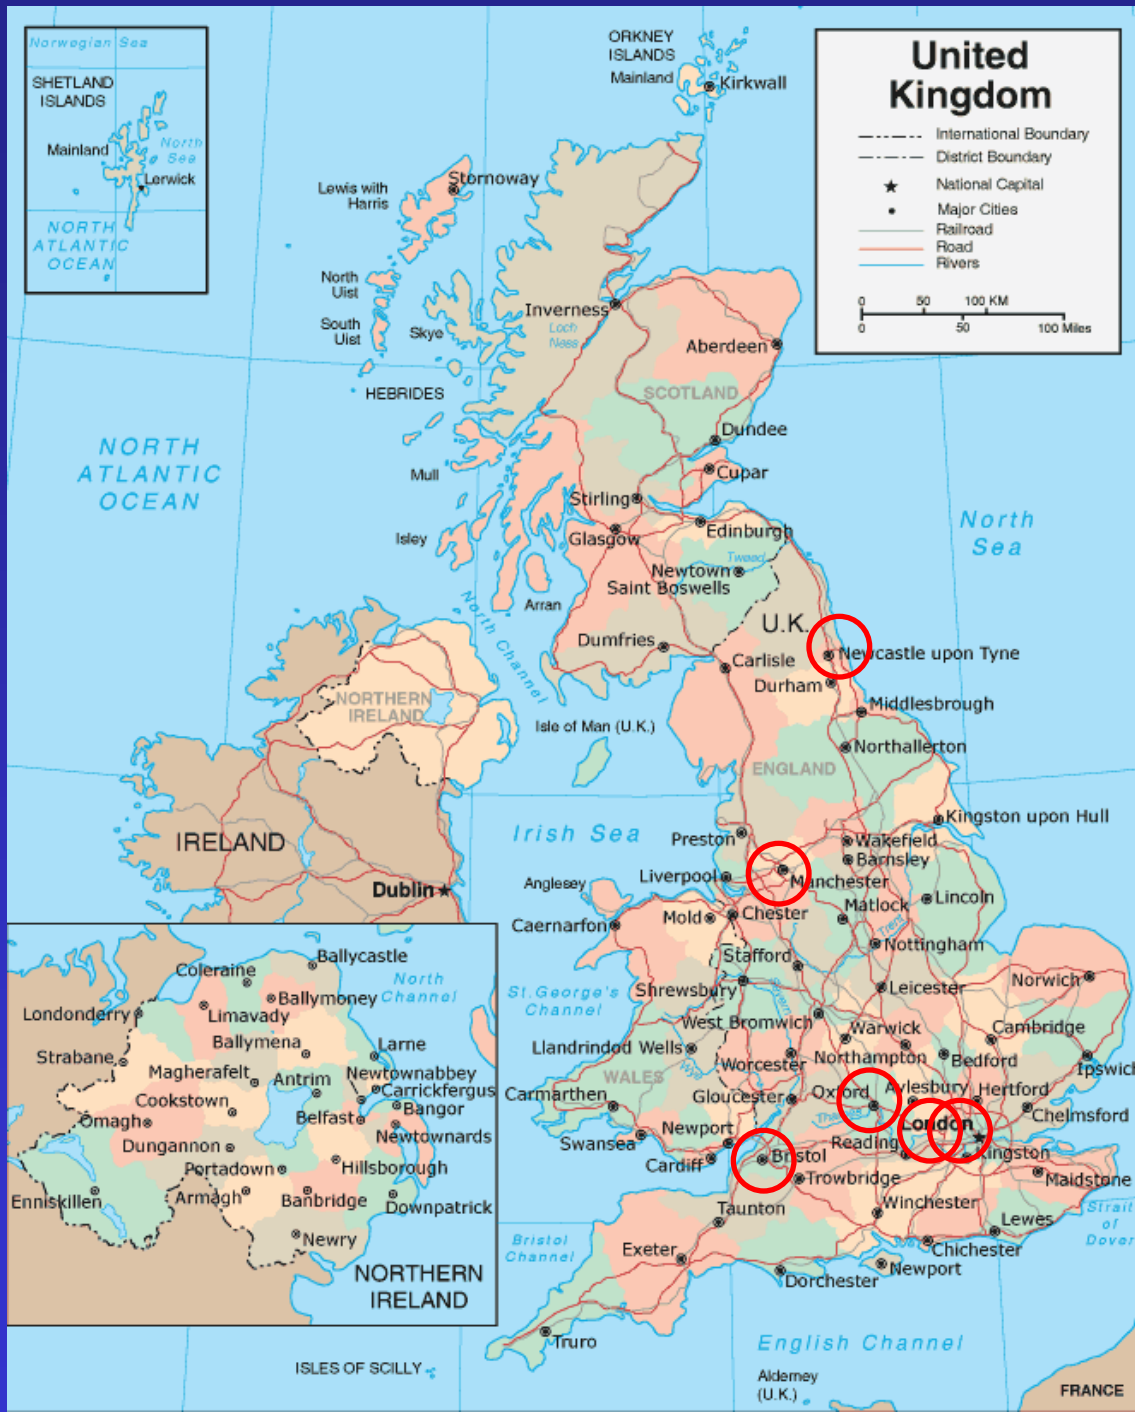 Norwegian Sea
SHETLAND
ISLANDS
Mainland
North
Sea
Lerwick
NORTH
ATLANTIC
OCEAN
ORKNEY
ISLANDS
Mainland
Kirkwall
United
Kingdom
International Boundary
District Boundary
National Capital
Major Cities
Railroad
Road
Rivers
0 50 100 KM
0 50 100 Miles
Lewis with
Harris
Stornoway
North
Uist
South
Uist
Skye
HEBRIDES
Inverness
Loch
Ness
Aberdeen
SCOTLAND
Dundee
Cupar
Mull
Stirling
Isley
Glasgow
Edinburgh
Tweed
Newtown
Saint Boswells
Arran
NORTH
ATLANTIC
OCEAN
North
Sea
North Channel
U.K.
Dumfries
Carlisle
Newcastle upon Tyne
Durham
Middlesbrough
Northallerton
NORTHERN
IRELAND
Isle of Man (U.K.)
ENGLAND
IRELAND
Dublin
Irish Sea
Preston
Kingston upon Hull
Wakefield
Barnsley
Liverpool
Manchester
Anglesey
Caernarfon
Mold
Chester
Matlock
Lincoln
Trent
Nottingham
Stafford
Shrewsbury
Leicester
Norwich
St.George's
Channel
Severn
West Bromwich
Warwick
Cambridge
Llandrindod Wells
Worcester
Northampton
Bedford
Ipswich
WALES
Wye
Carmarthen
Gloucester
Oxford
Aylesbury
Hertford
Chelmsford
Thames
London
Swansea
Newport
Cardiff
Bristol
Reading
Kingston
Trowbridge
Maidstone
Winchester
Taunton
Lewes
Strait
of
Dover
Bristol
Channel
Exeter
Chichester
Newport
Dorchester
Truro
English Channel
ISLES OF SCILLY
Alderney
(U.K.)
FRANCE
Ballycastle
Coleraine
North
Channel
Ballymoney
Limavady
Londonderry
Ballymena
Larne
Strabane
Magherafelt
Antrim
Newtownabbey
Carrickfergus
Cookstown
Bangor
Omagh
Belfast
Newtownards
Dungannon
Hillsborough
Portadown
Enniskillen
Armagh
Banbridge
Downpatrick
Newry
NORTHERN
IRELAND